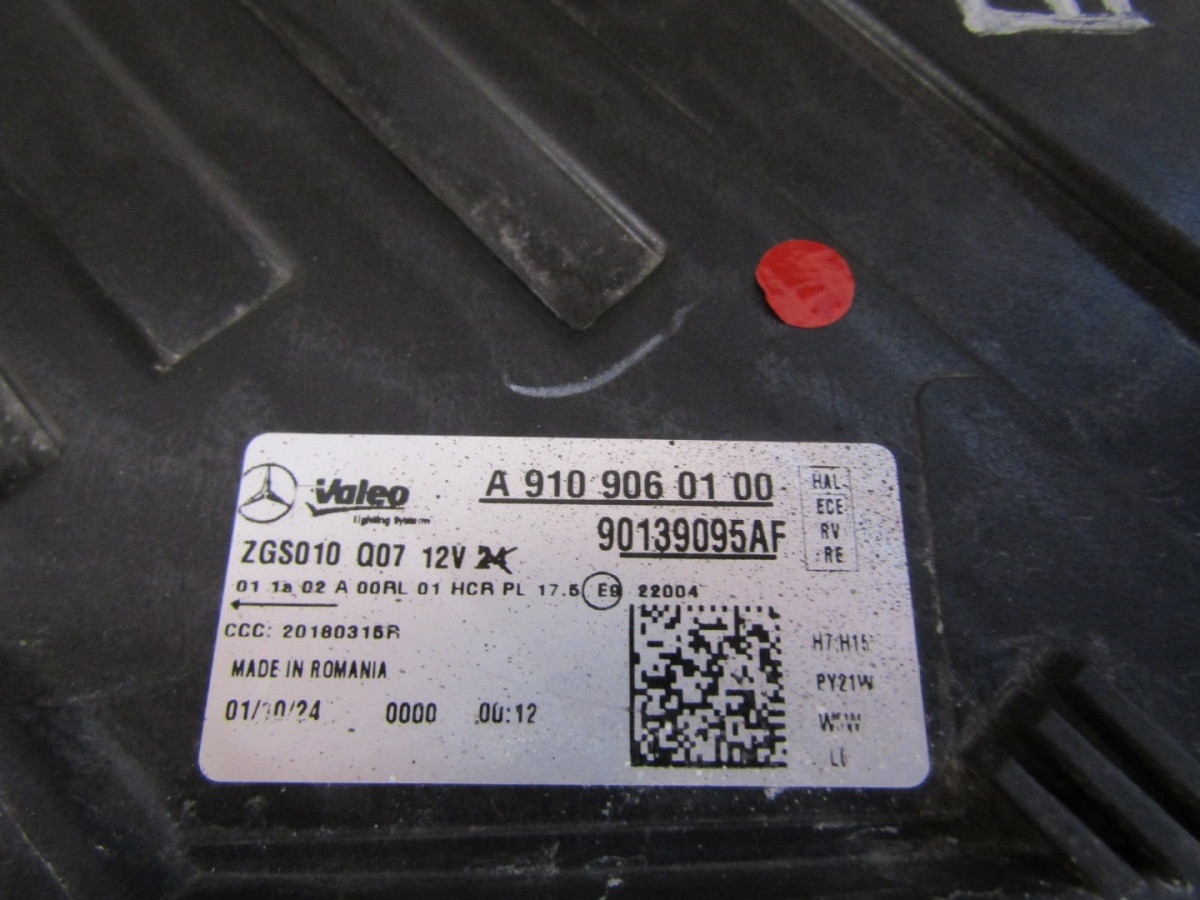 Valeo
Lighting Systems
A 910 906 01 00
90139095AF
HAL
ECE
RV
RE
ZGS010 Q07 12V 24
01 1a 02 A 00RL 01 HCR PL 17.5 E9 22004
CCC: 20180315R
MADE IN ROMANIA
0000 00:12
H7/H15
PY21W
W5W